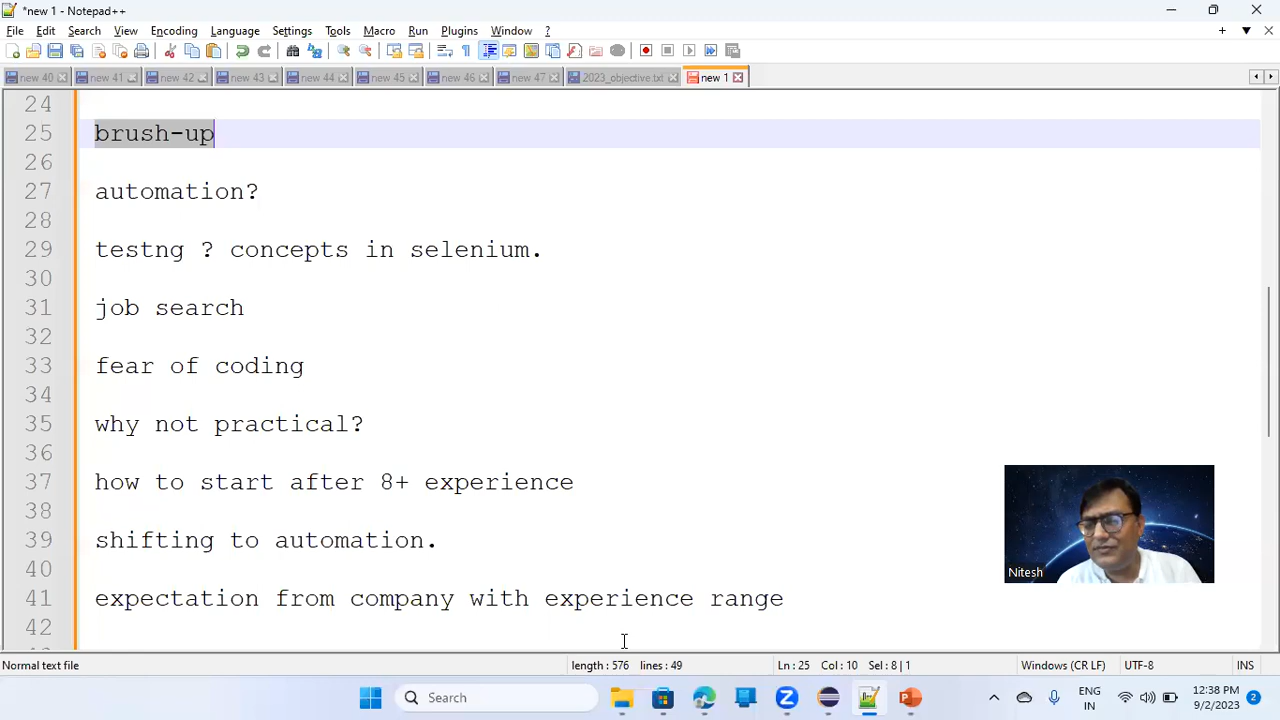 *new 1 - Notepad++
File Edit Search View Encoding Language Settings Tools Macro Run Plugins Window ?
new 40 new 41 new 42 new 43 new 44 new 45 new 46 new 47 2023_objective.txt new 1
24
25 brush-up
26
27 automation?
28
29 testng ? concepts in selenium.
30
31 job search
32
33 fear of coding
34
35 why not practical?
36
37 how to start after 8+ experience
38
39 shifting to automation.
40
41 expectation from company with experience range
42
Nitesh
Normal text file length : 576 lines : 49 Ln : 25 Col : 10 Sel : 8 | 1 Windows (CR LF) UTF-8 INS
Search ENG IN 12:38 PM 9/2/2023 2